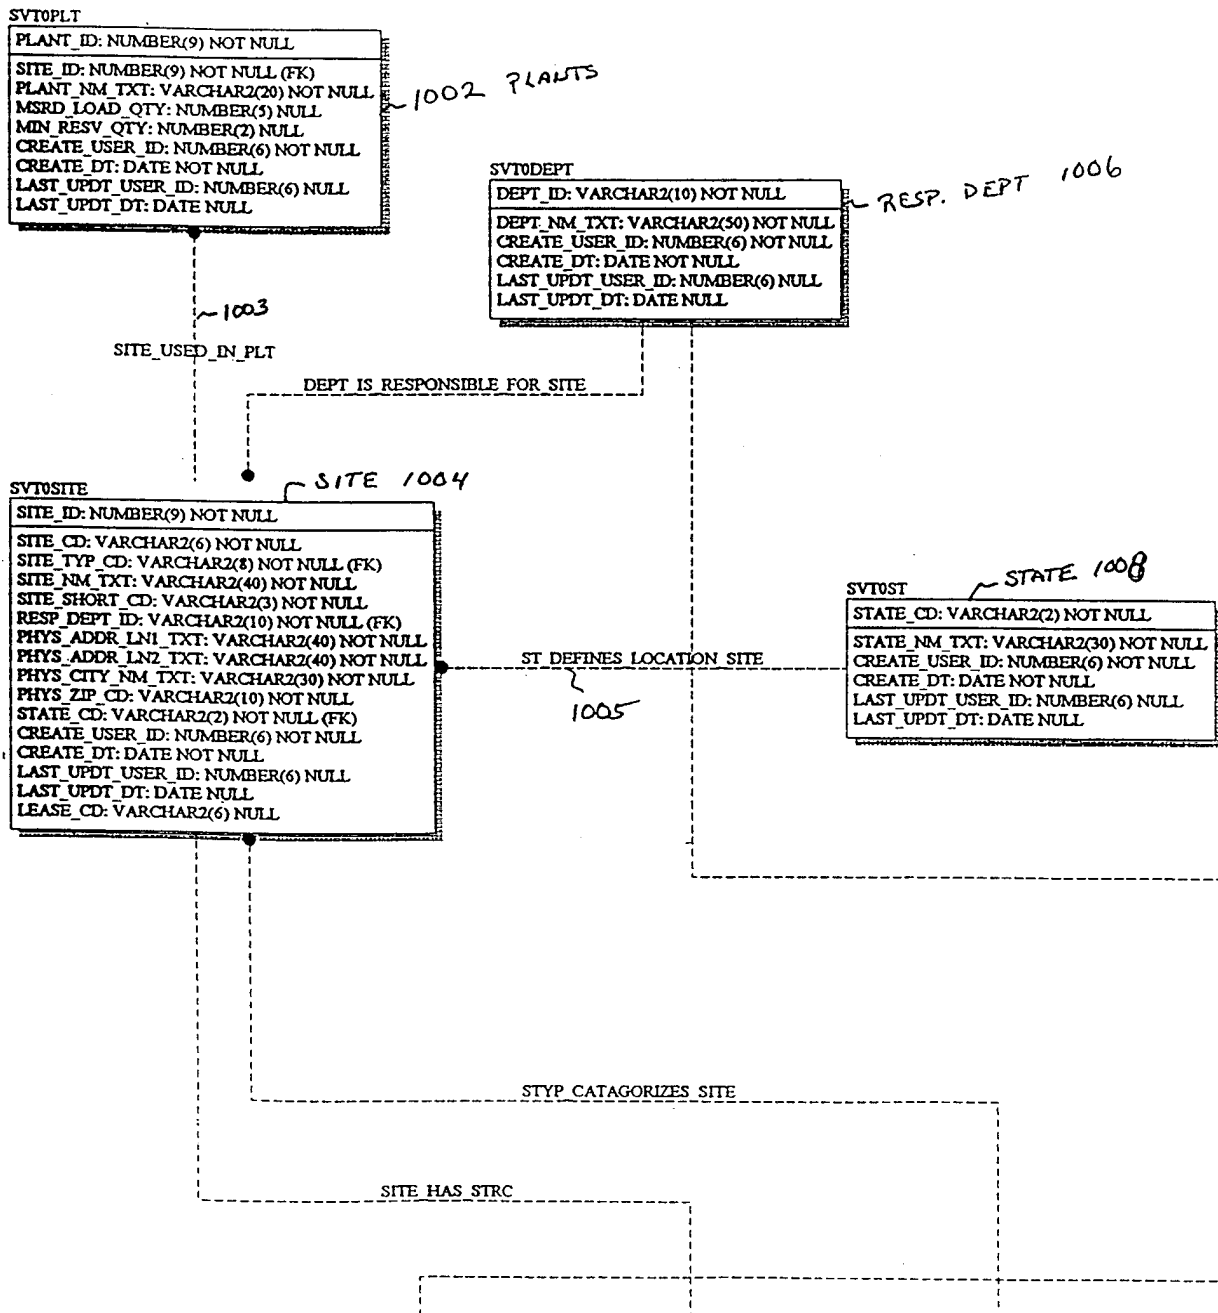 SVT0PLT
PLANT_ID: NUMBER(9) NOT NULL
SITE_ID: NUMBER(9) NOT NULL (FK)
PLANT_NM_TXT: VARCHAR2(20) NOT NULL
MSRD_LOAD_QTY: NUMBER(5) NULL
MIN_RESV_QTY: NUMBER(2) NULL
CREATE_USER_ID: NUMBER(6) NOT NULL
CREATE_DT: DATE NOT NULL
LAST_UPDT_USER_ID: NUMBER(6) NULL
LAST_UPDT_DT: DATE NULL
1002 PLANTS
SVT0DEPT
DEPT_ID: VARCHAR2(10) NOT NULL
DEPT_NM_TXT: VARCHAR2(50) NOT NULL
CREATE_USER_ID: NUMBER(6) NOT NULL
CREATE_DT: DATE NOT NULL
LAST_UPDT_USER_ID: NUMBER(6) NULL
LAST_UPDT_DT: DATE NULL
RESP. DEPT 1006
1003
SITE_USED_IN_PLT
DEPT_IS_RESPONSIBLE_FOR_SITE
SVT0SITE
SITE 1004
SITE_ID: NUMBER(9) NOT NULL
SITE_CD: VARCHAR2(6) NOT NULL
SITE_TYP_CD: VARCHAR2(8) NOT NULL (FK)
SITE_NM_TXT: VARCHAR2(40) NOT NULL
SITE_SHORT_CD: VARCHAR2(3) NOT NULL
RESP_DEPT_ID: VARCHAR2(10) NOT NULL (FK)
PHYS_ADDR_LN1_TXT: VARCHAR2(40) NOT NULL
PHYS_ADDR_LN2_TXT: VARCHAR2(40) NOT NULL
PHYS_CITY_NM_TXT: VARCHAR2(30) NOT NULL
PHYS_ZIP_CD: VARCHAR2(10) NOT NULL
STATE_CD: VARCHAR2(2) NOT NULL (FK)
CREATE_USER_ID: NUMBER(6) NOT NULL
CREATE_DT: DATE NOT NULL
LAST_UPDT_USER_ID: NUMBER(6) NULL
LAST_UPDT_DT: DATE NULL
LEASE_CD: VARCHAR2(6) NULL
ST_DEFINES_LOCATION_SITE
1005
SVT0ST
STATE 1008
STATE_CD: VARCHAR2(2) NOT NULL
STATE_NM_TXT: VARCHAR2(30) NOT NULL
CREATE_USER_ID: NUMBER(6) NOT NULL
CREATE_DT: DATE NOT NULL
LAST_UPDT_USER_ID: NUMBER(6) NULL
LAST_UPDT_DT: DATE NULL
STYP_CATAGORIZES_SITE
SITE_HAS_STRC